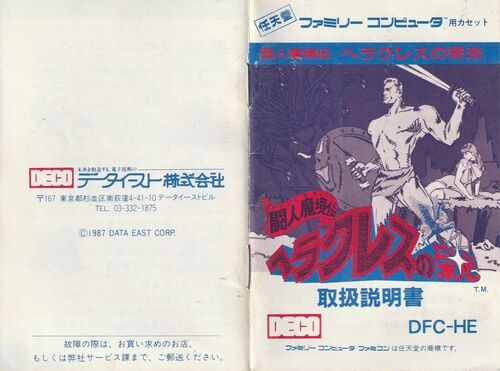 未来を創造する、電子技術の
DECO データイースト株式会社
〒167 東京都杉並区南荻窪4-41-10 データイーストビル
TEL. 03-332-1875
©1987 DATA EAST CORP.
故障の際は、お買い求めのお店、
もしくは弊社サービス課まで、ご郵送ください。
任天堂 ファミリー コンピュータ™用カセット
闘人魔境伝 ヘラクレスの栄光
闘人魔境伝
ヘラクレスの栄光
T.M.
取扱説明書
DECO DFC-HE
ファミリー コンピュータ・ファミコンは任天堂の商標です。